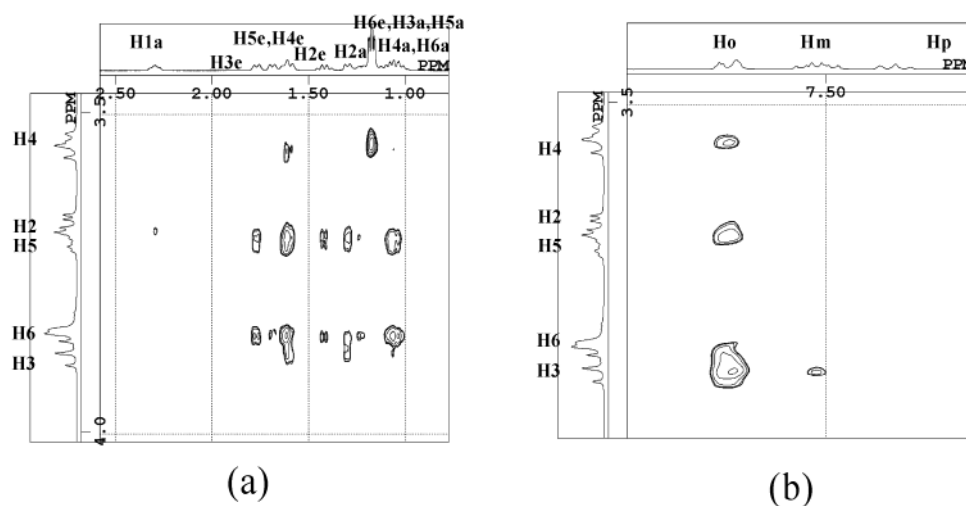 H6e,H3a,H5a
H5e,H4e
H1a
H3e
H2e
H2a
H4a,H6a
PPM
2.50 2.00 1.50 1.00
PPM
3.5
H4
H2
H5
H6
H3
4.0
(a)
Ho Hm Hp
PPM
7.50
PPM
3.5
H4
H2
H5
H6
H3
(b)